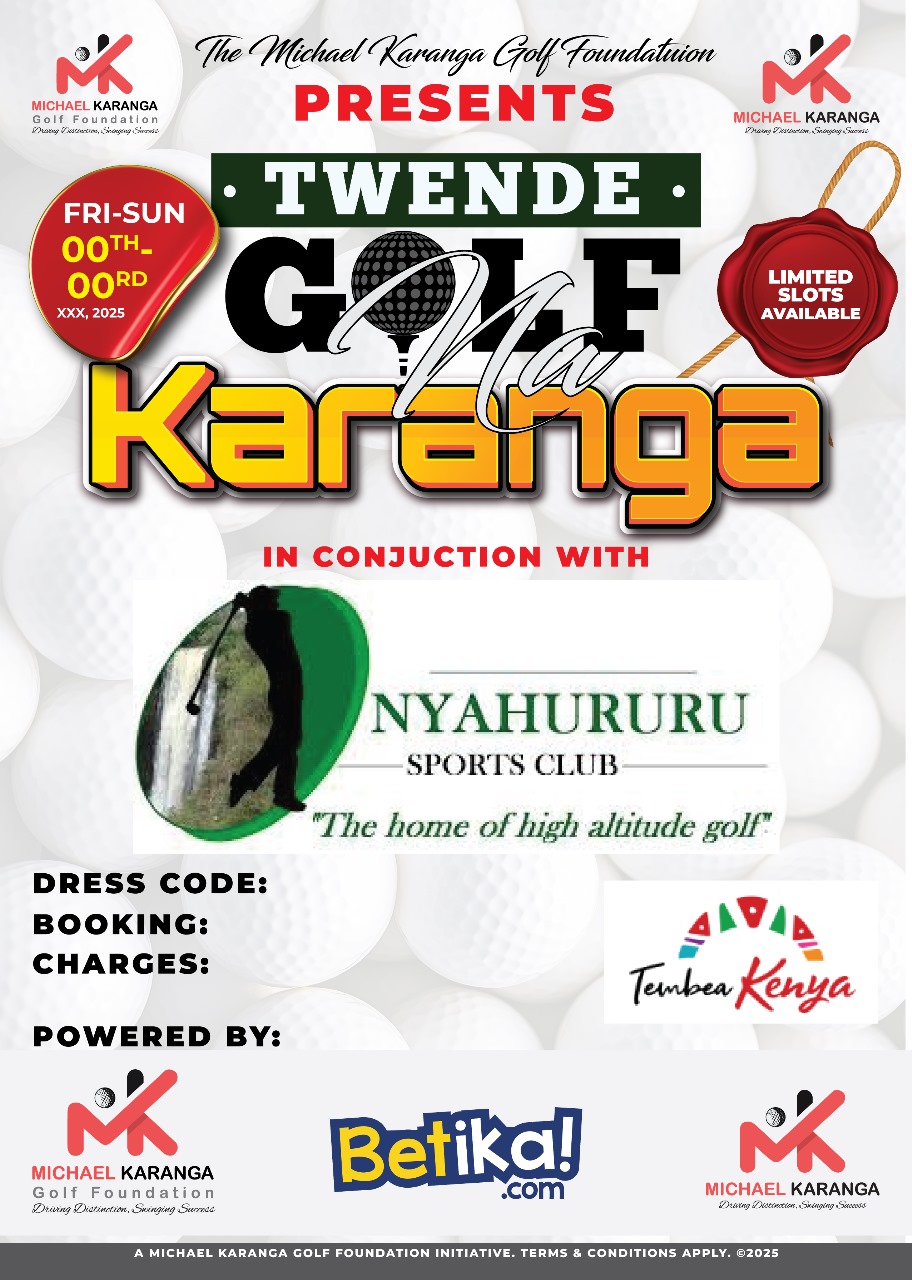 The Michael Karanga Golf Foundatuion
PRESENTS
MICHAEL KARANGA
Golf Foundation
Driving Distinction, Swinging Success
MICHAEL KARANGA
Driving Distinction, Swinging Success
• TWENDE •
GOLF
Na
Karanga
FRI-SUN
00TH-
00RD
XXX, 2025
LIMITED
SLOTS
AVAILABLE
IN CONJUCTION WITH
NYAHURURU
SPORTS CLUB
"The home of high altitude golf"
DRESS CODE:
BOOKING:
CHARGES:
Tembea Kenya
POWERED BY:
MICHAEL KARANGA
Golf Foundation
Driving Distinction, Swinging Success
Betika!
.com
MICHAEL KARANGA
Driving Distinction, Swinging Success
A MICHAEL KARANGA GOLF FOUNDATION INITIATIVE. TERMS & CONDITIONS APPLY. ©2025